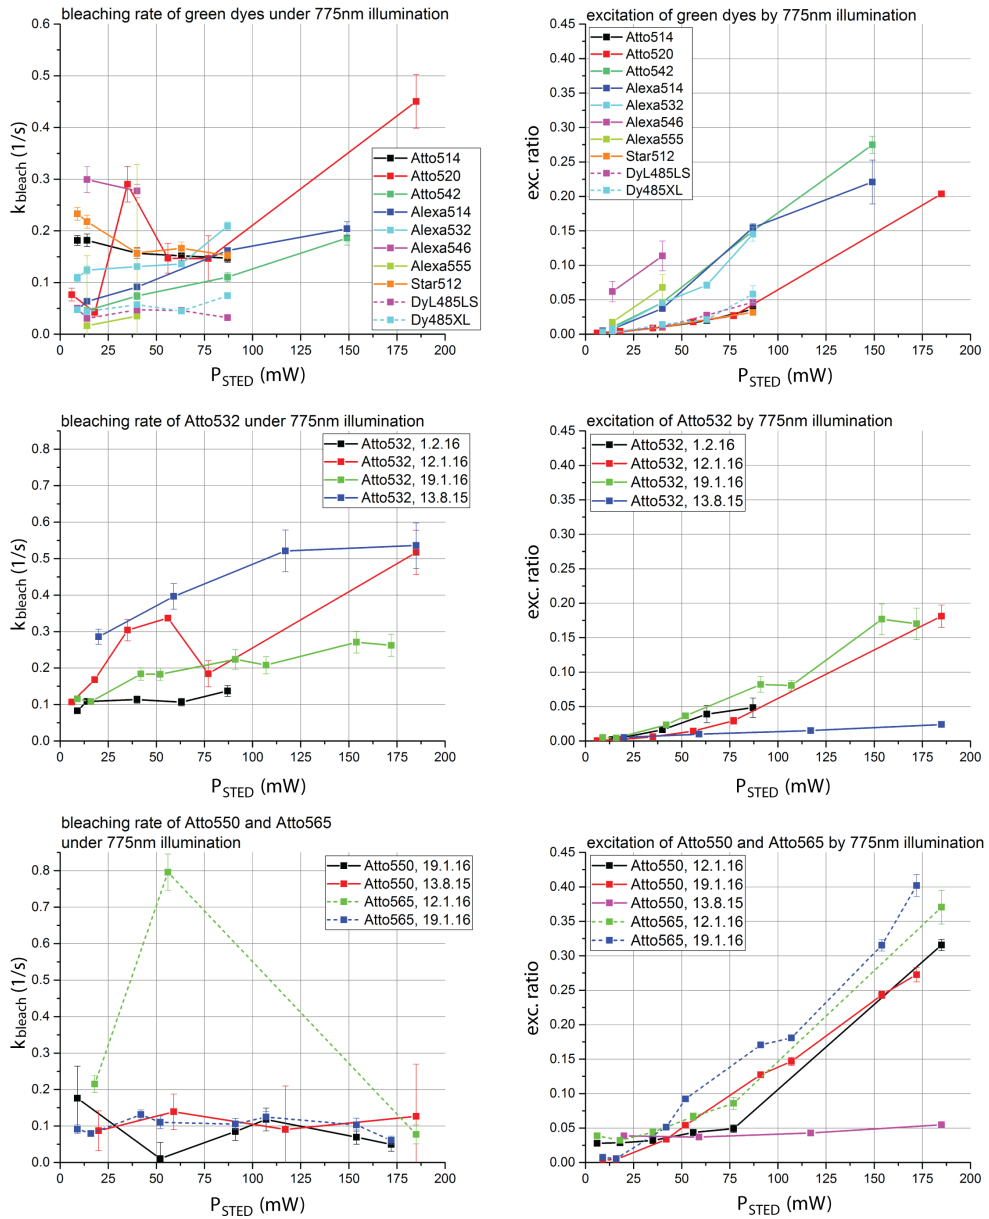 bleaching rate of green dyes under 775nm illumination
0.6
0.5
0.4
0.3
0.2
0.1
0.0
k_bleach (1/s)
Atto514
Atto520
Atto542
Alexa514
Alexa532
Alexa546
Alexa555
Star512
DyL485LS
Dy485XL
0 25 50 75 100 125 150 175 200
P_STED (mW)
excitation of green dyes by 775nm illumination
0.45
0.40
0.35
0.30
0.25
0.20
0.15
0.10
0.05
0.00
exc. ratio
Atto514
Atto520
Atto542
Alexa514
Alexa532
Alexa546
Alexa555
Star512
DyL485LS
Dy485XL
0 25 50 75 100 125 150 175 200
P_STED (mW)
bleaching rate of Atto532 under 775nm illumination
0.8
0.7
0.6
0.5
0.4
0.3
0.2
0.1
0.0
k_bleach (1/s)
Atto532, 1.2.16
Atto532, 12.1.16
Atto532, 19.1.16
Atto532, 13.8.15
0 25 50 75 100 125 150 175 200
P_STED (mW)
excitation of Atto532 by 775nm illumination
0.45
0.40
0.35
0.30
0.25
0.20
0.15
0.10
0.05
0.00
exc. ratio
Atto532, 1.2.16
Atto532, 12.1.16
Atto532, 19.1.16
Atto532, 13.8.15
0 25 50 75 100 125 150 175 200
P_STED (mW)
bleaching rate of Atto550 and Atto565
under 775nm illumination
0.8
0.7
0.6
0.5
0.4
0.3
0.2
0.1
0.0
k_bleach (1/s)
Atto550, 19.1.16
Atto550, 13.8.15
Atto565, 12.1.16
Atto565, 19.1.16
0 25 50 75 100 125 150 175 200
P_STED (mW)
excitation of Atto550 and Atto565 by 775nm illumination
0.45
0.40
0.35
0.30
0.25
0.20
0.15
0.10
0.05
0.00
exc. ratio
Atto550, 12.1.16
Atto550, 19.1.16
Atto550, 13.8.15
Atto565, 12.1.16
Atto565, 19.1.16
0 25 50 75 100 125 150 175 200
P_STED (mW)